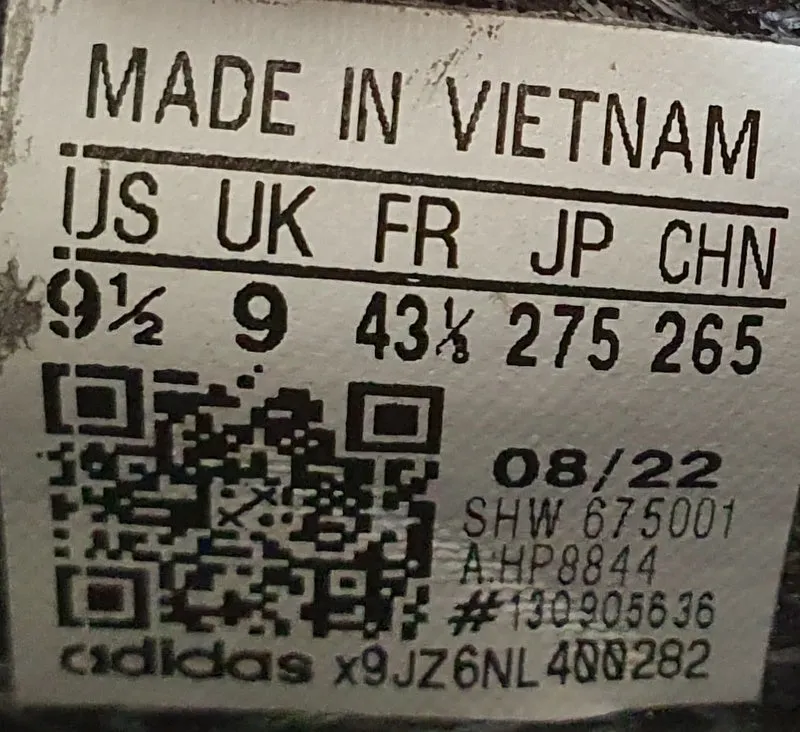 MADE IN VIETNAM
US UK FR JP CHN
9½ 9 43⅓ 275 265
08/22
SHW 675001
A:HP8844
#130905636
adidas x9JZ6NL400282